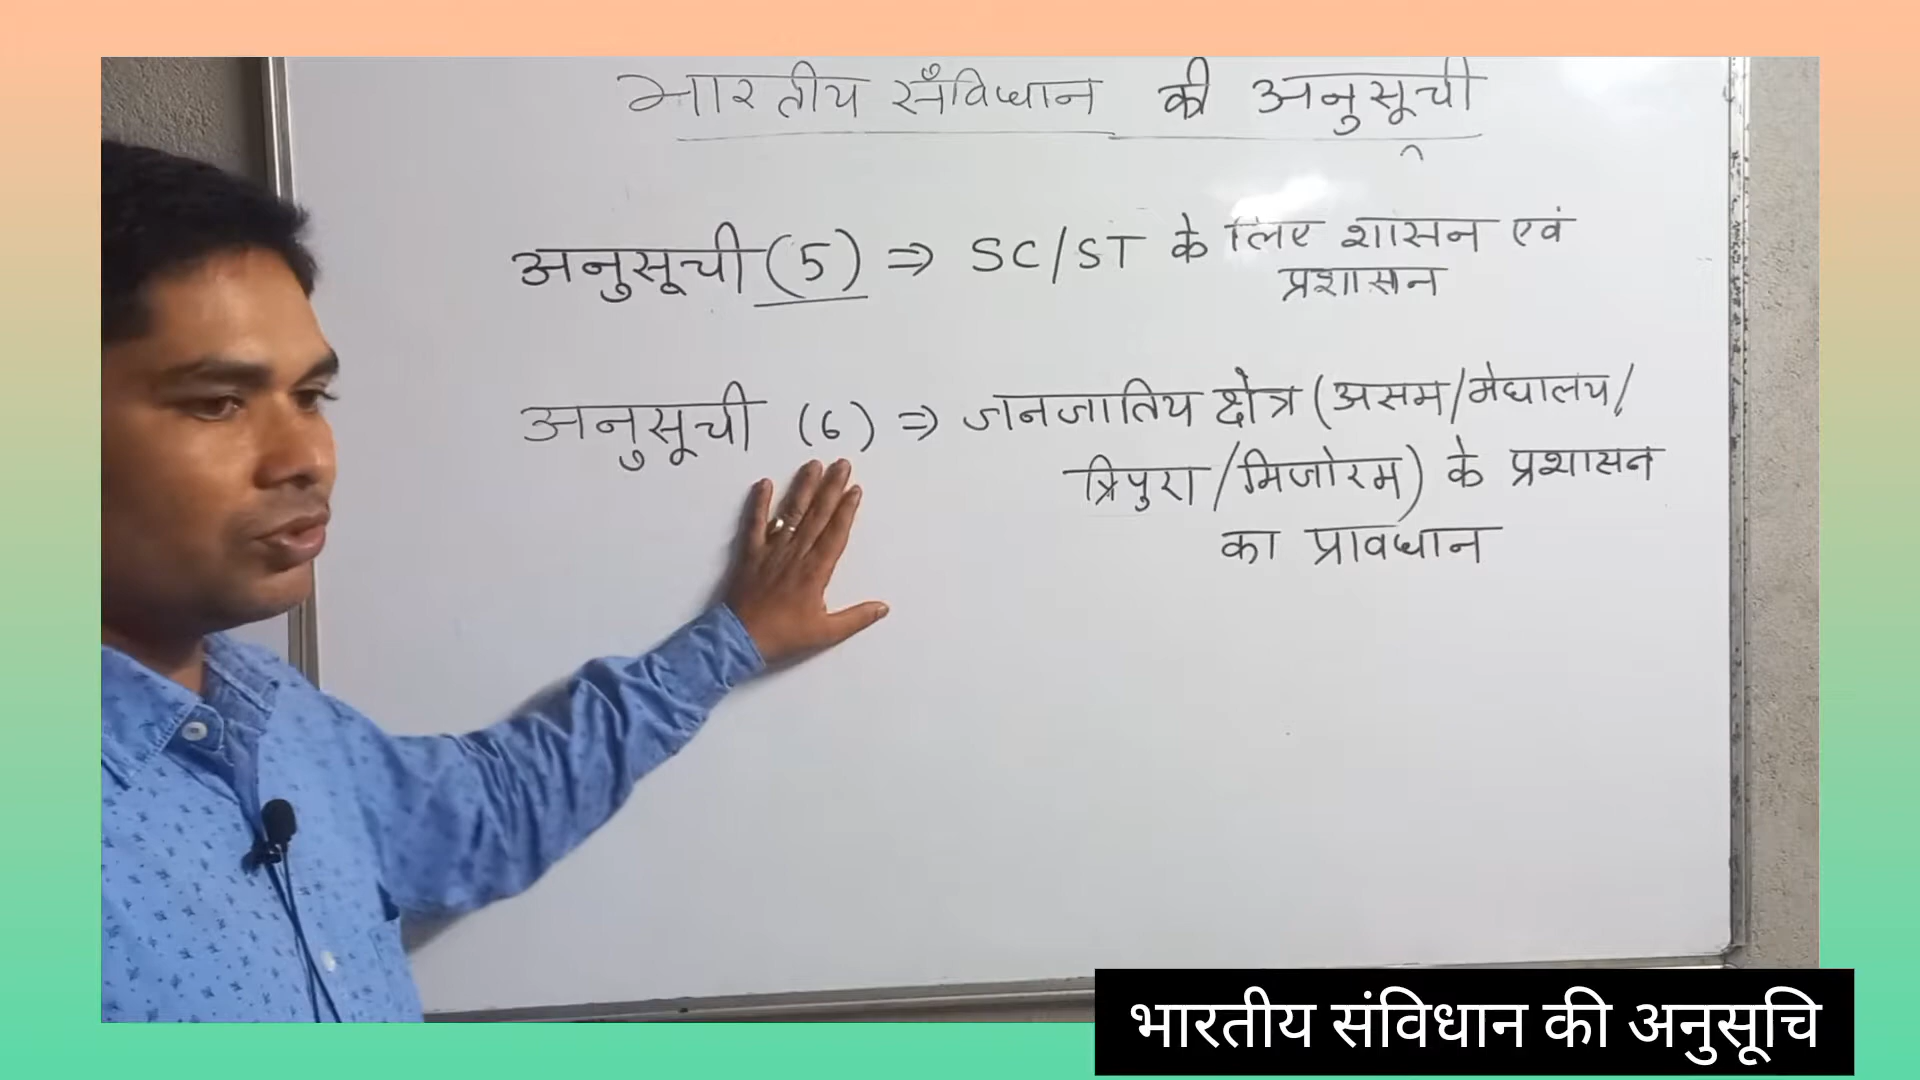 भारतीय सँविधान की अनुसूची
अनुसूची (5) ⇒ SC/ST के लिए शासन एवं
प्रशासन
अनुसूची (6) ⇒ जनजातिय क्षेत्र (असम/मेघालय/
त्रिपुरा/मिजोरम) के प्रशासन
का प्रावधान
भारतीय संविधान की अनुसूचि